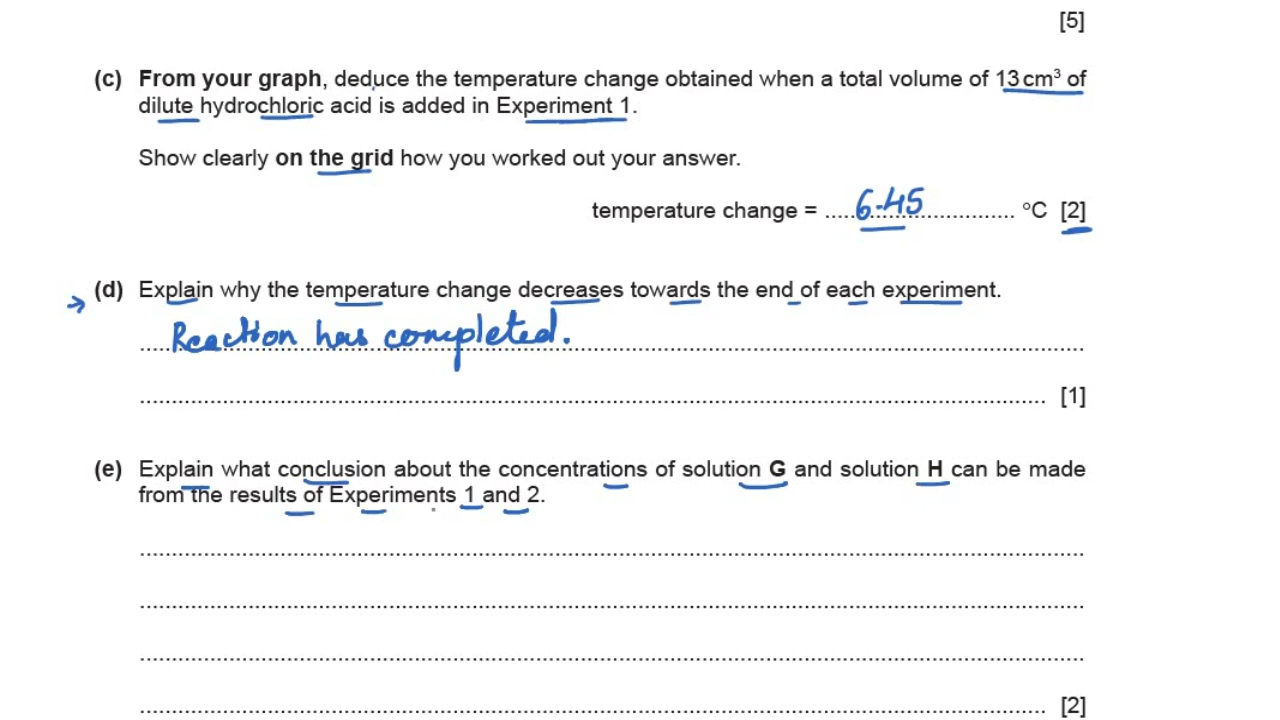 [5]
(c) From your graph, deduce the temperature change obtained when a total volume of 13 cm³ of
dilute hydrochloric acid is added in Experiment 1.
Show clearly on the grid how you worked out your answer.
temperature change = ..... 6.45 ..... °C [2]
→ (d) Explain why the temperature change decreases towards the end of each experiment.
Reaction has completed.
[1]
(e) Explain what conclusion about the concentrations of solution G and solution H can be made
from the results of Experiments 1 and 2.
[2]